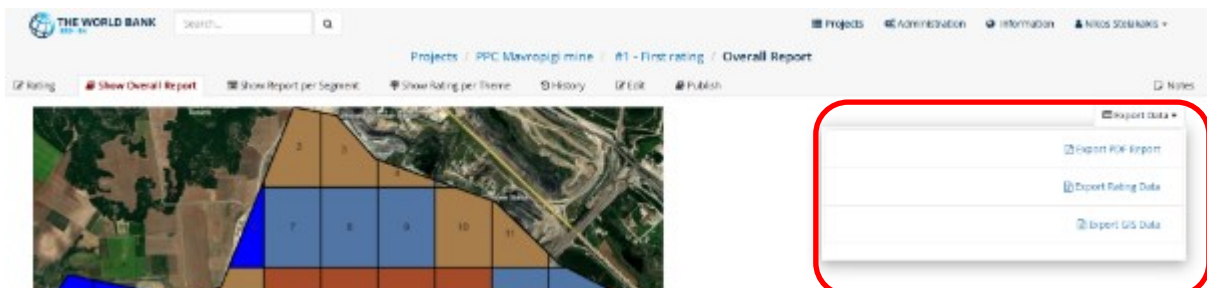 THE WORLD BANK
Search...
Projects Administration Information Nikos Stelakakis
Projects / PPC Mavropigi mine / #1 - First rating / Overall Report
Rating Show Overall Report Show Report per Segment Show Rating per Theme History Edit Publish Notes
Export Data
Export PDF Report
Export Rating Data
Export GIS Data
2 3
4
7 8 9 10 11